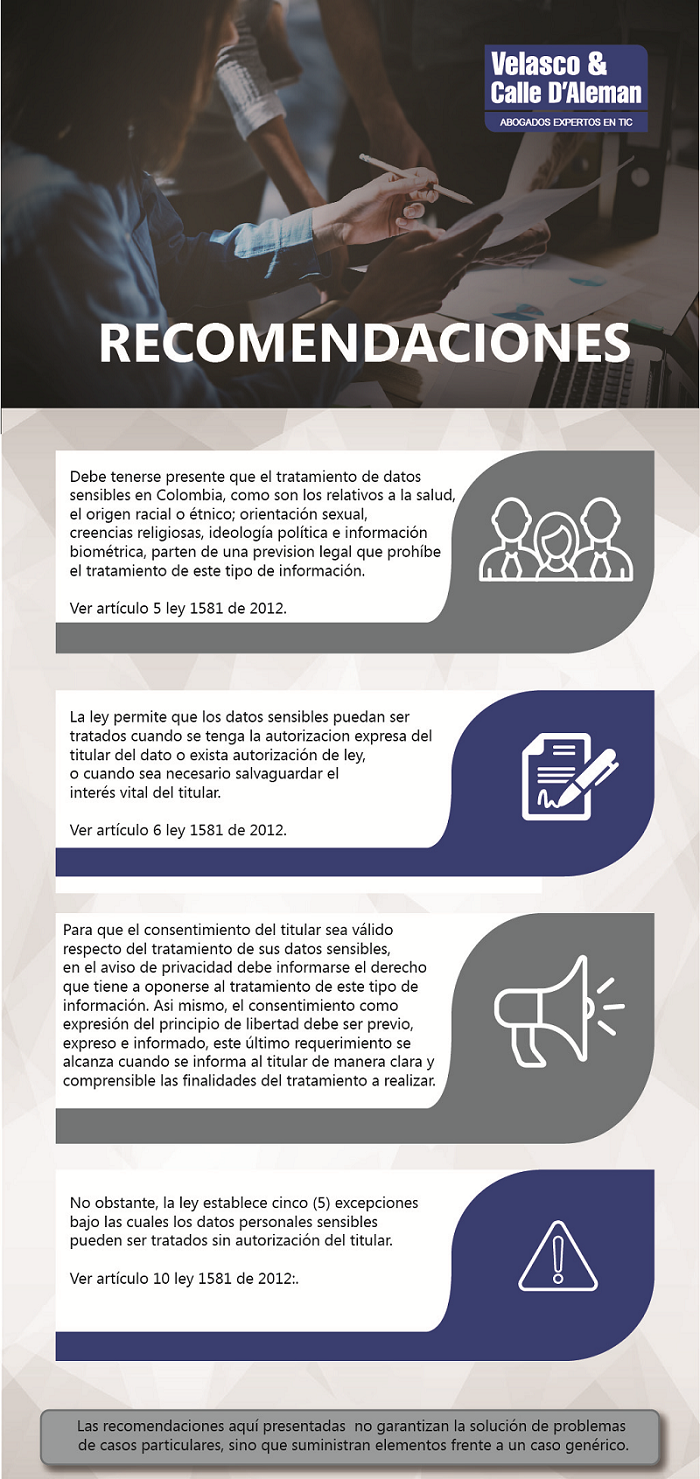 Velasco &
Calle D'Aleman
ABOGADOS EXPERTOS EN TIC
RECOMENDACIONES
Debe tenerse presente que el tratamiento de datos
sensibles en Colombia, como son los relativos a la salud,
el origen racial o étnico; orientación sexual,
creencias religiosas, ideología política e información
biométrica, parten de una prevision legal que prohíbe
el tratamiento de este tipo de información.
Ver artículo 5 ley 1581 de 2012.
La ley permite que los datos sensibles puedan ser
tratados cuando se tenga la autorizacion expresa del
titular del dato o exista autorización de ley,
o cuando sea necesario salvaguardar el
interés vital del titular.
Ver artículo 6 ley 1581 de 2012.
Para que el consentimiento del titular sea válido
respecto del tratamiento de sus datos sensibles,
en el aviso de privacidad debe informarse el derecho
que tiene a oponerse al tratamiento de este tipo de
información. Asi mismo, el consentimiento como
expresión del principio de libertad debe ser previo,
expreso e informado, este último requerimiento se
alcanza cuando se informa al titular de manera clara y
comprensible las finalidades del tratamiento a realizar.
No obstante, la ley establece cinco (5) excepciones
bajo las cuales los datos personales sensibles
pueden ser tratados sin autorización del titular.
Ver artículo 10 ley 1581 de 2012:.
Las recomendaciones aquí presentadas  no garantizan la solución de problemas
de casos particulares, sino que suministran elementos frente a un caso genérico.